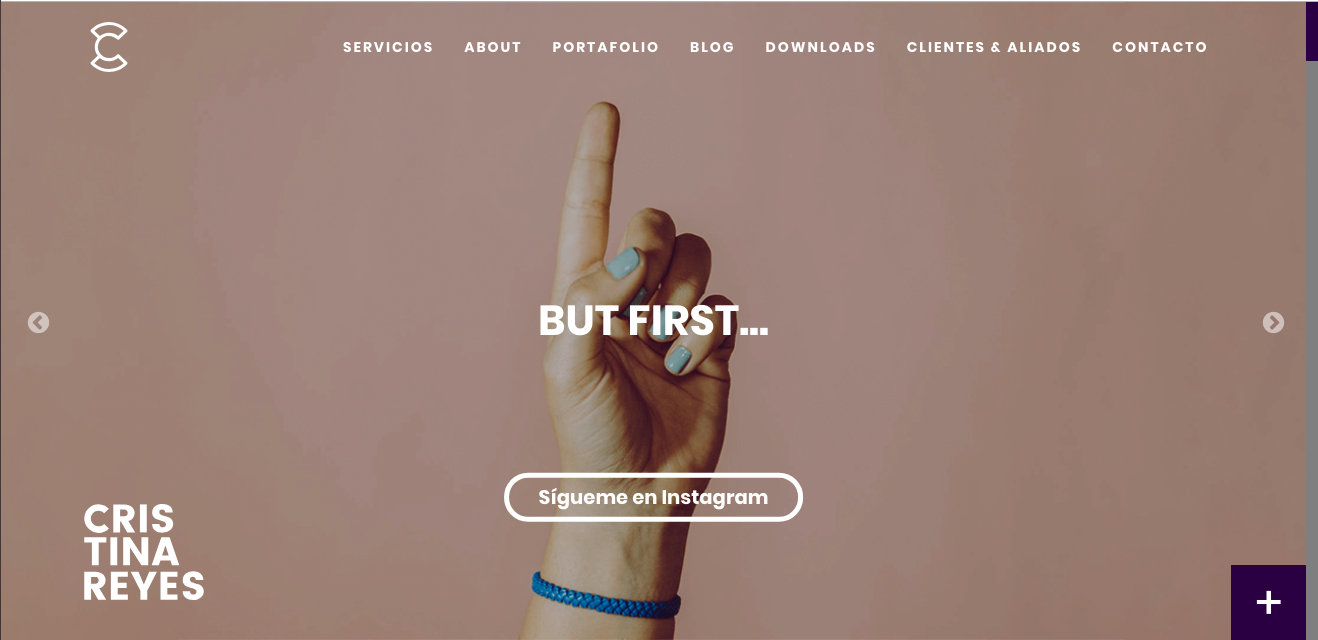 SERVICIOS ABOUT PORTAFOLIO BLOG DOWNLOADS CLIENTES & ALIADOS CONTACTO
BUT FIRST...
Sígueme en Instagram
CRIS
TINA
REYES
+